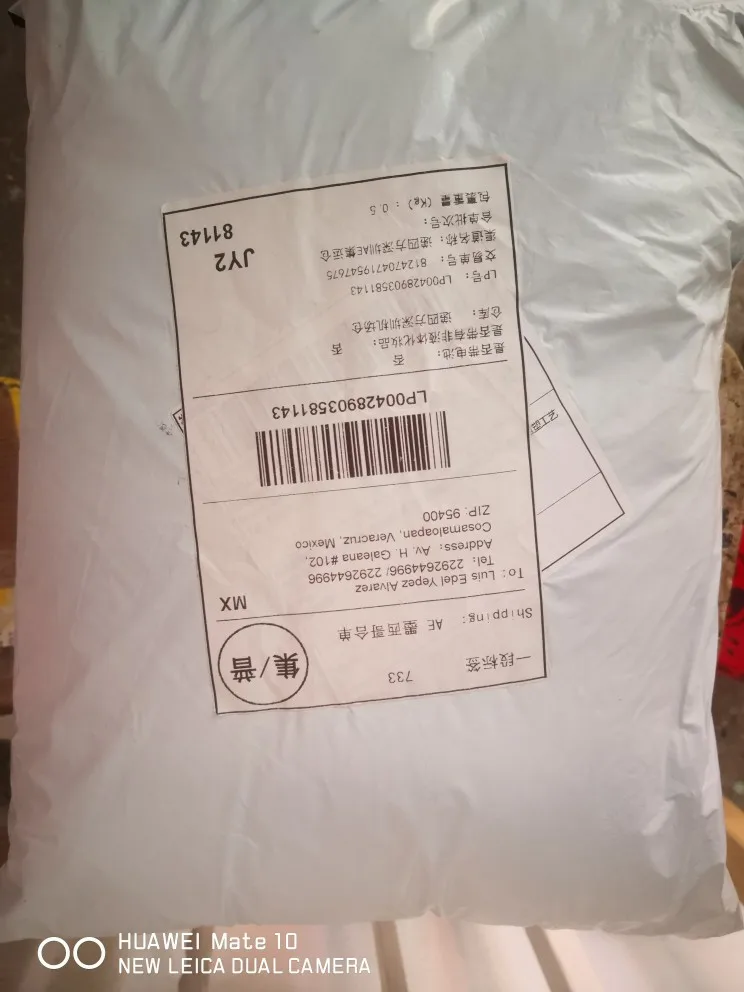 一段标签 733
集/普
Shipping: AE 墨西哥合单
MX
To: Luis Edel Yepez Alvarez
Tel: 2292644996/ 2292644996
Address: Av. H. Galeana #102,
Cosamaloapan, Veracruz, Mexico
ZIP: 95400
LP00428903581143
是否带电池: 否
是否带有非液体化妆品: 否
仓库: 递四方深圳机场仓
LP号: LP00428903581143
交易单号: 8124704719547675
渠道名称: 递四方深圳AE集运仓
合单批次号:
包裹重量 (Kg) : 0.5
JY2
81143
HUAWEI Mate 10
NEW LEICA DUAL CAMERA